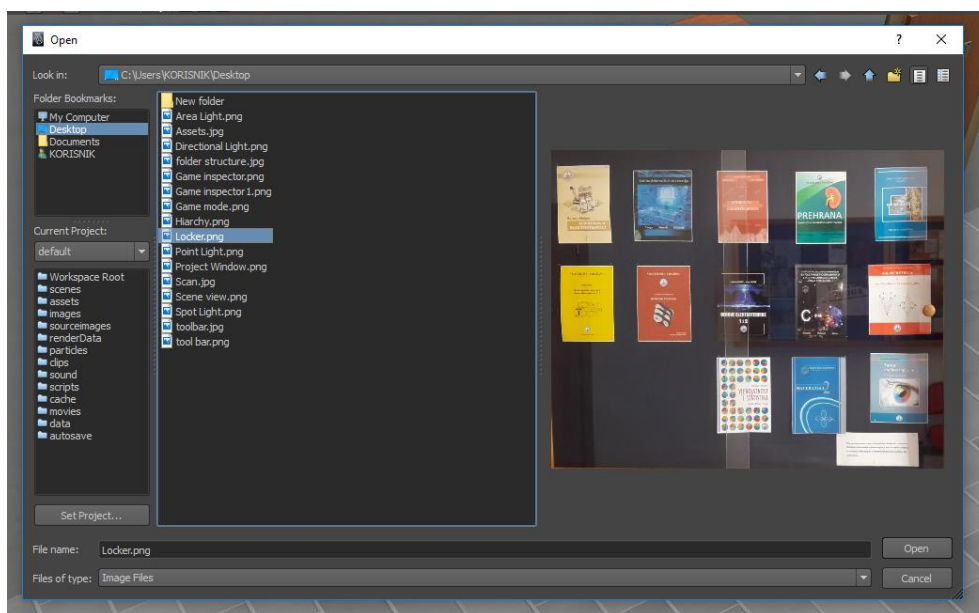 Open
?
Look in:
C:\Users\KORISNIK\Desktop
Folder Bookmarks:
My Computer
Desktop
Documents
KORISNIK
Current Project:
default
Workspace Root
scenes
assets
images
sourceimages
renderData
particles
clips
sound
scripts
cache
movies
data
autosave
Set Project...
New folder
Area Light.png
Assets.jpg
Directional Light.png
folder structure.jpg
Game inspector.png
Game inspector1.png
Game mode.png
Hiarchy.png
Locker.png
Point Light.png
Project Window.png
Scan.jpg
Scene view.png
Spot Light.png
toolbar.jpg
tool bar.png
PREHRANA
C
MATEMATIKA 2
File name:
Locker.png
Open
Files of type:
Image Files
Cancel